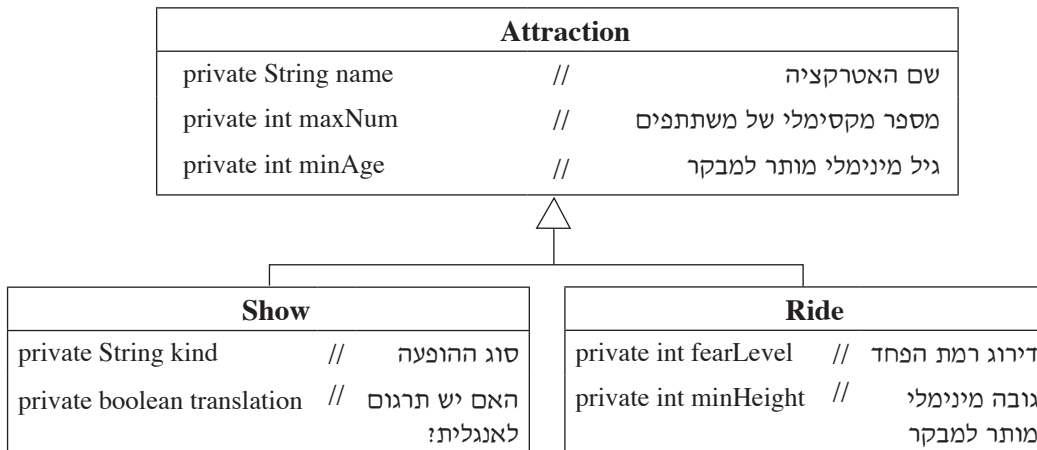 Attraction
private String name // שם האטרקציה
private int maxNum // מספר מקסימלי של משתתפים
private int minAge // גיל מינימלי מותר למבקר
Show
private String kind // סוג ההופעה
private boolean translation // האם יש תרגום
לאנגלית?
Ride
private int fearLevel // דירוג רמת הפחד
private int minHeight // גובה מינימלי
מותר למבקר